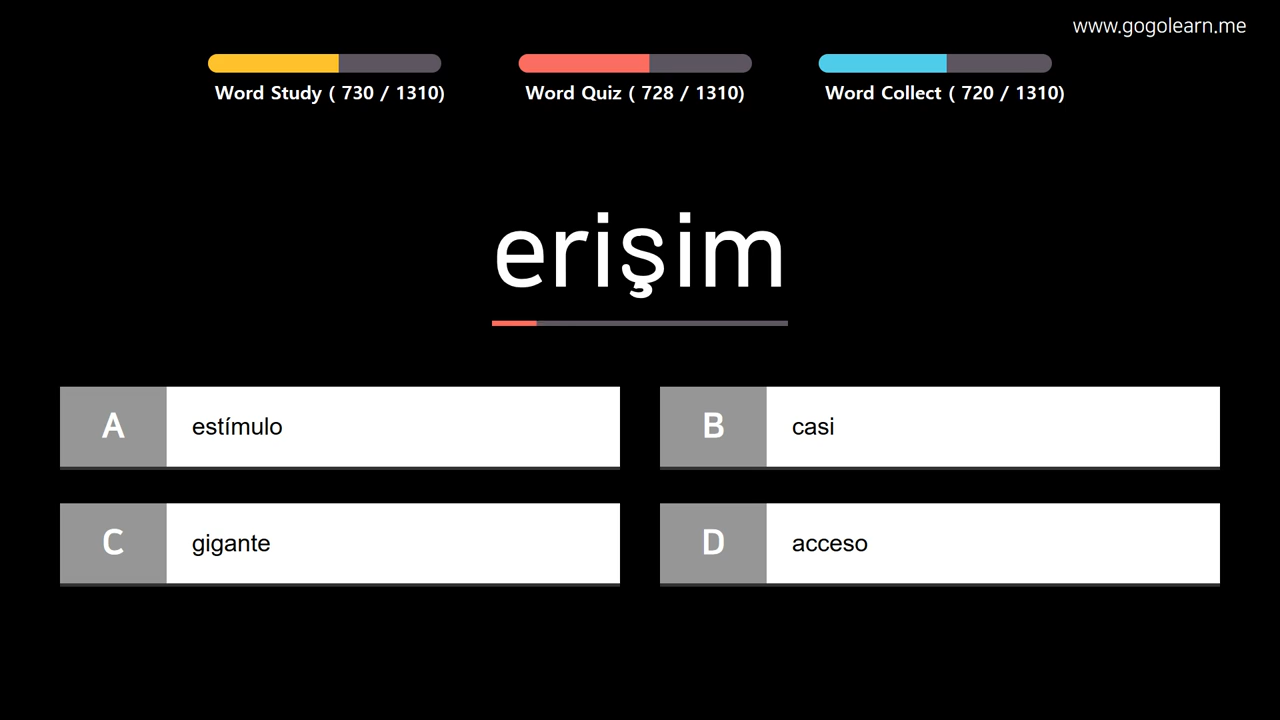 www.gogolearn.me
Word Study ( 730 / 1310)
Word Quiz ( 728 / 1310)
Word Collect ( 720 / 1310)
erişim
A estímulo
B casi
C gigante
D acceso